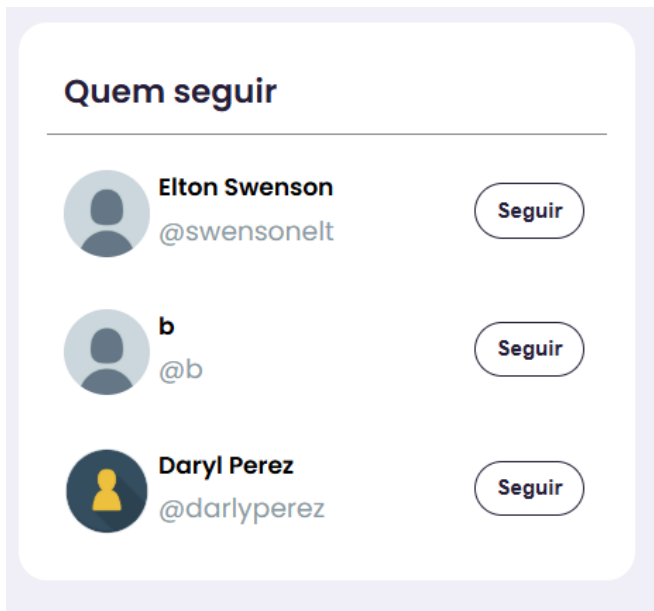 Quem seguir
Elton Swenson
@swensonelt
Seguir
b
@b
Seguir
Daryl Perez
@darlyperez
Seguir